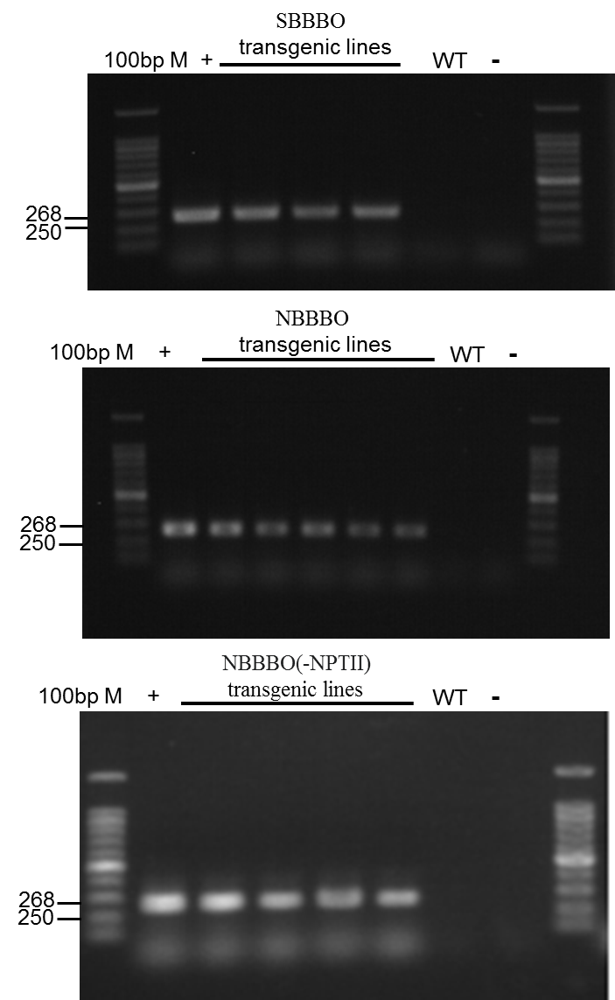 SBBBO
transgenic lines
100bp M + WT -
268
250
NBBBO
transgenic lines
100bp M + WT -
268
250
NBBBO(-NPTII)
transgenic lines
100bp M + WT -
268
250